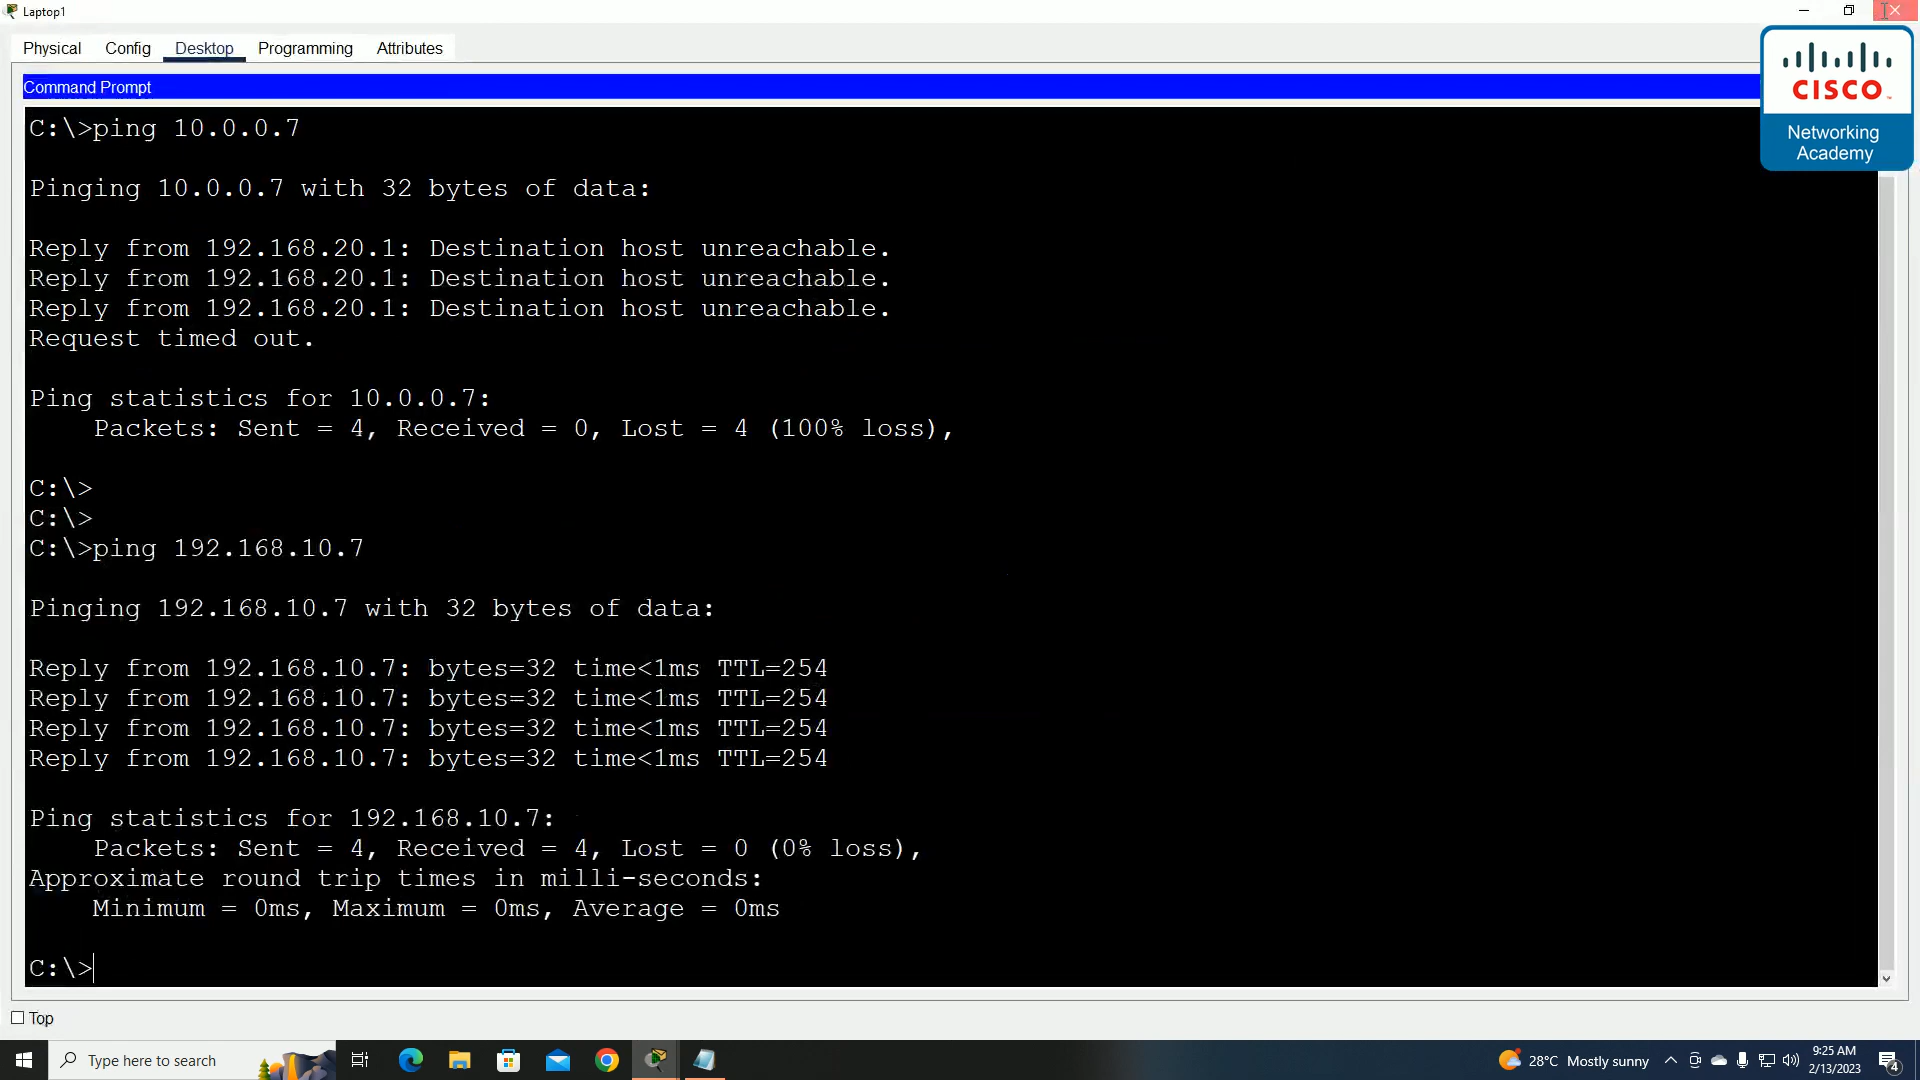 Laptop1
Physical Config Desktop Programming Attributes
CISCO
Networking
Academy
Command Prompt
C:\>ping 10.0.0.7
Pinging 10.0.0.7 with 32 bytes of data:
Reply from 192.168.20.1: Destination host unreachable.
Reply from 192.168.20.1: Destination host unreachable.
Reply from 192.168.20.1: Destination host unreachable.
Request timed out.
Ping statistics for 10.0.0.7:
Packets: Sent = 4, Received = 0, Lost = 4 (100% loss),
C:\>
C:\>
C:\>ping 192.168.10.7
Pinging 192.168.10.7 with 32 bytes of data:
Reply from 192.168.10.7: bytes=32 time<1ms TTL=254
Reply from 192.168.10.7: bytes=32 time<1ms TTL=254
Reply from 192.168.10.7: bytes=32 time<1ms TTL=254
Reply from 192.168.10.7: bytes=32 time<1ms TTL=254
Ping statistics for 192.168.10.7:
Packets: Sent = 4, Received = 4, Lost = 0 (0% loss),
Approximate round trip times in milli-seconds:
Minimum = 0ms, Maximum = 0ms, Average = 0ms
C:\>
Top
Type here to search
28°C Mostly sunny
9:25 AM
2/13/2023
4